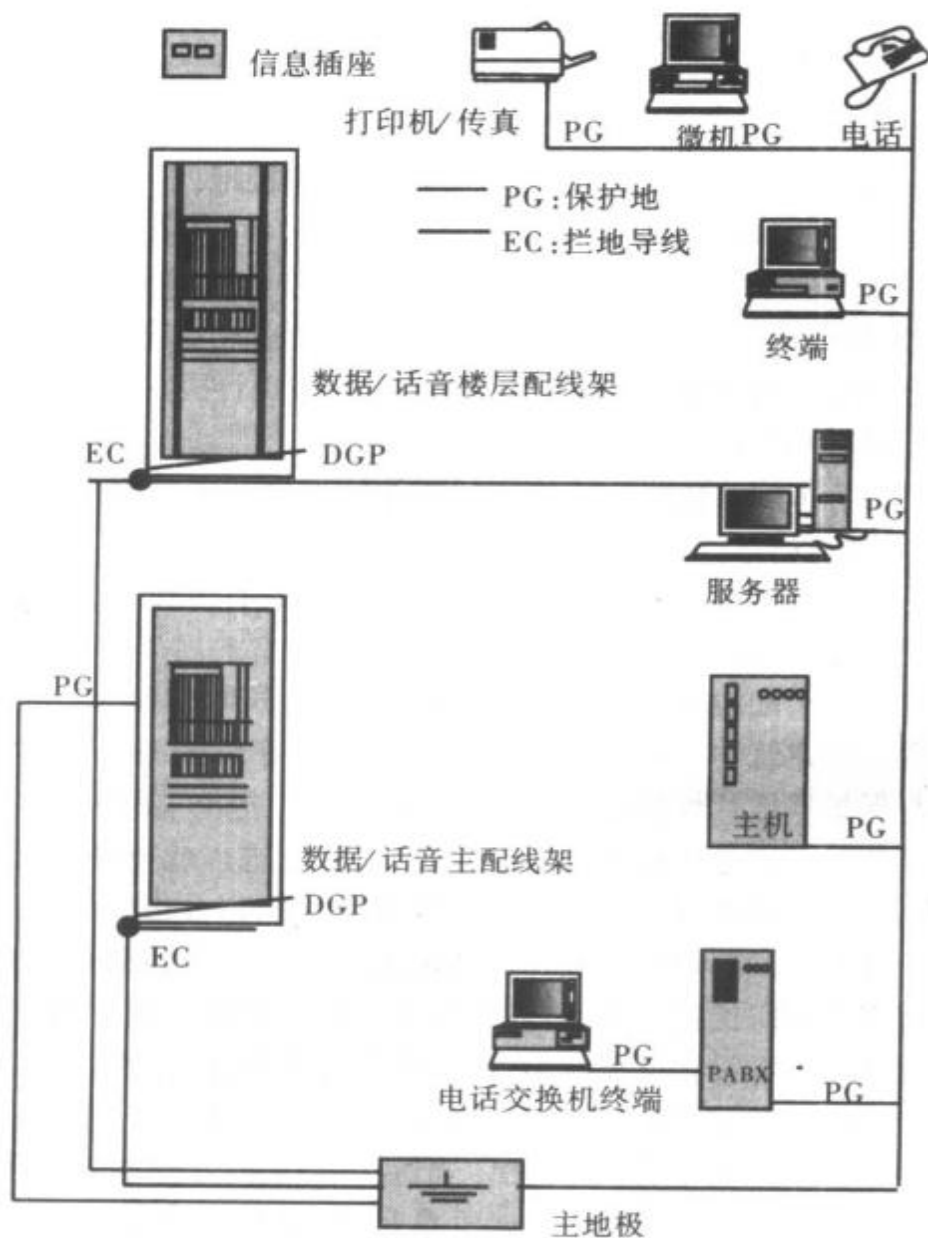 信息插座
打印机/传真
PG
微机
PG
电话
PG:保护地
EC:拦地导线
PG
终端
数据/话音楼层配线架
EC
DGP
PG
服务器
PG
主机
PG
数据/话音主配线架
DGP
EC
PG
PABX
电话交换机终端
PG
主地极